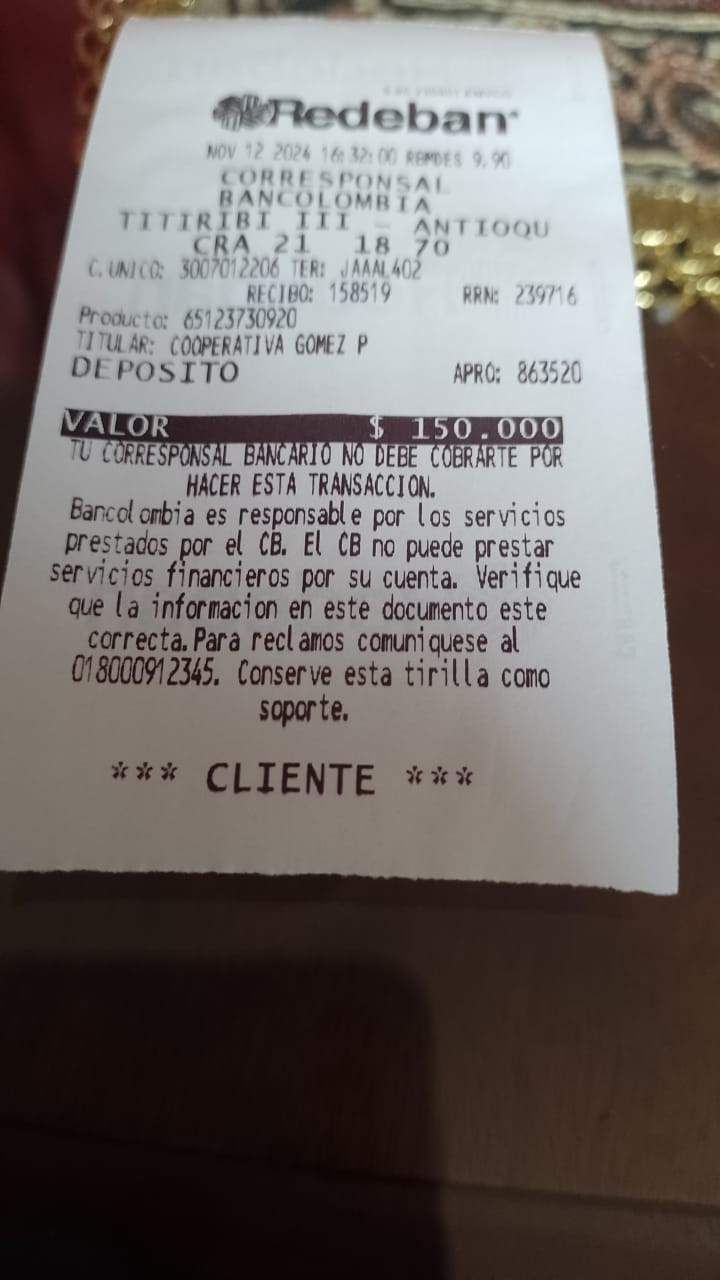 Redeban
NOV 12 2024 16:32:00 RBMDES 9.90
CORRESPONSAL
BANCOLOMBIA
TITIRIBI III - ANTIOQU
CRA 21 18 70
C. UNICO: 3007012206 TER: JAAAL402
RECIBO: 158519 RRN: 239716
Producto: 65123730920
TITULAR: COOPERATIVA GOMEZ P
DEPOSITO APRO: 863520
VALOR $ 150.000
TU CORRESPONSAL BANCARIO NO DEBE COBRARTE POR
HACER ESTA TRANSACCION.
Bancolombia es responsable por los servicios
prestados por el CB. El CB no puede prestar
servicios financieros por su cuenta. Verifique
que la informacion en este documento este
correcta. Para reclamos comuniquese al
018000912345. Conserve esta tirilla como
soporte.
*** CLIENTE ***